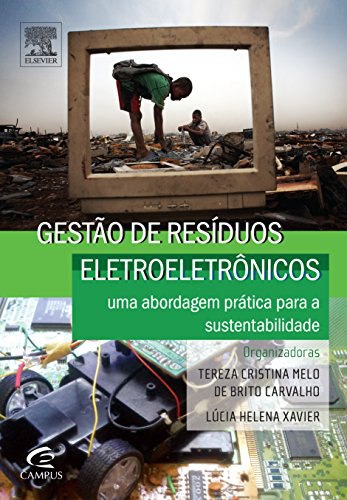 ELSEVIER
GESTÃO DE RESÍDUOS
ELETROELETRÔNICOS
uma abordagem prática para a
sustentabilidade
Organizadoras
TEREZA CRISTINA MELO
DE BRITO CARVALHO
LÚCIA HELENA XAVIER
CAMPUS